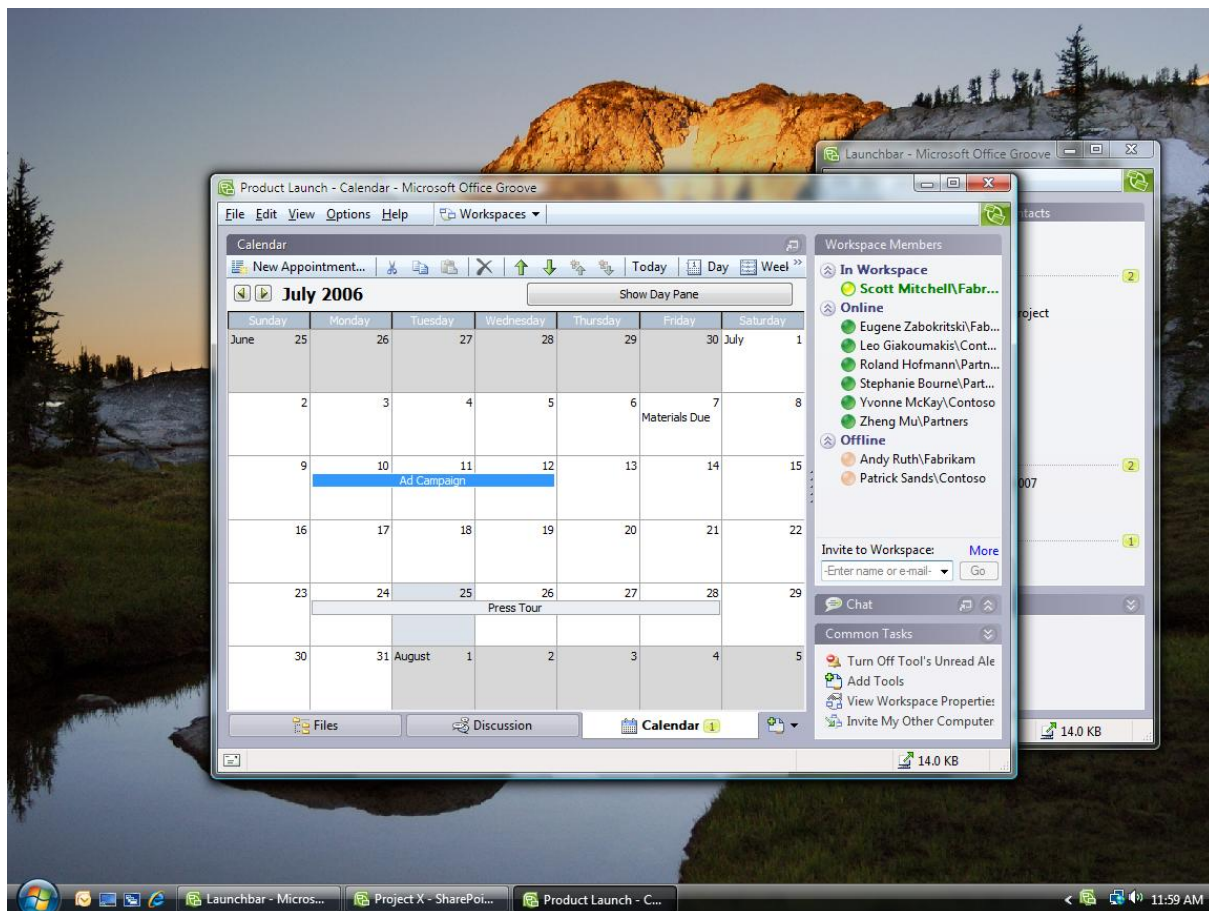 Launchbar - Microsoft Office Groove
Product Launch - Calendar - Microsoft Office Groove
File Edit View Options Help Workspaces
Calendar
New Appointment... Today Day Week
July 2006
Show Day Pane
Sunday Monday Tuesday Wednesday Thursday Friday Saturday
June 25 26 27 28 29 30 July 1
2 3 4 5 6 7 8
Materials Due
9 10 11 12 13 14 15
Ad Campaign
16 17 18 19 20 21 22
23 24 25 26 27 28 29
Press Tour
30 31 August 1 2 3 4 5
Files Discussion Calendar 1
14.0 KB
Workspace Members
In Workspace
Scott Mitchell\Fabr...
Online
Eugene Zabokritski\Fab...
Leo Giakoumakis\Cont...
Roland Hofmann\Partn...
Stephanie Bourne\Part...
Yvonne McKay\Contoso
Zheng Mu\Partners
Offline
Andy Ruth\Fabrikam
Patrick Sands\Contoso
Invite to Workspace: More
-Enter name or e-mail- Go
Chat
Common Tasks
Turn Off Tool's Unread Ale
Add Tools
View Workspace Properties
Invite My Other Computer
ntacts
2
roject
2
007
1
14.0 KB
Launchbar - Micros... Project X - SharePoi... Product Launch - C... 11:59 AM